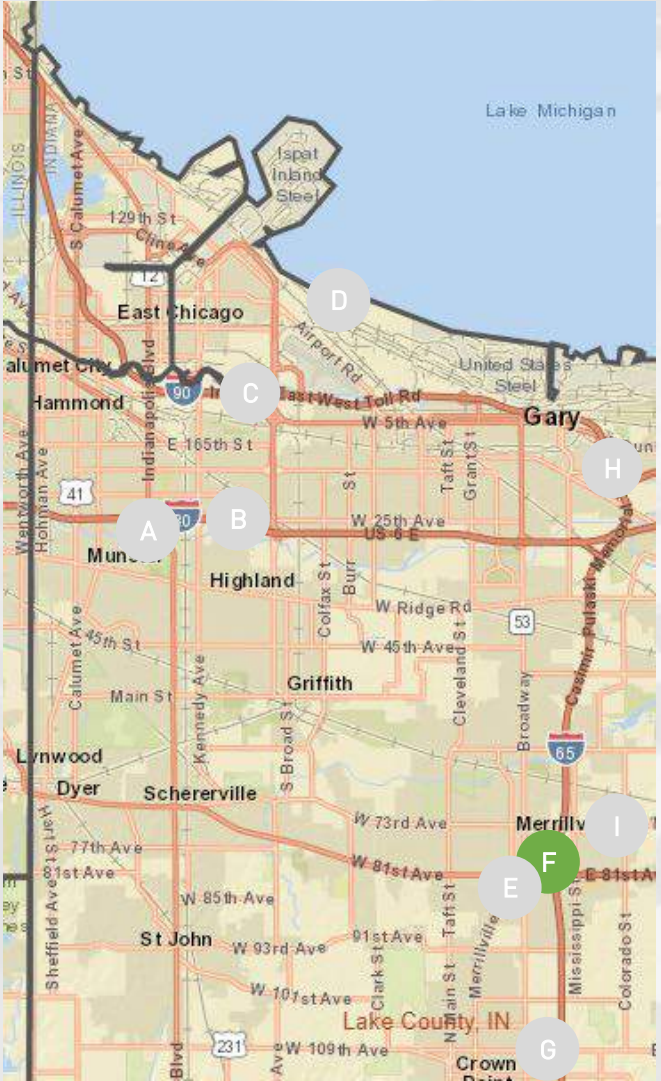 Lake Michigan
ILLINOIS
INDIANA
S Calumet Ave
Ispat
Inland
Steel
129th St
Cline Ave
12
East Chicago
D
Airport Rd
United States
Steel
Calumet City
90
C
East West Toll Rd
Hammond
Indianapolis Blvd
W 5th Ave
Gary
E 165th St
Taft St
Grant St
H
Wentworth Ave
Hohman Ave
41
St
A
80
B
W 25th Ave
US 6 E
Munster
Highland
Colfax St
Burr
W Ridge Rd
53
Casimir Pulaski Memorial
45th St
W 45th Ave
Calumet Ave
Kennedy Ave
Griffith
Cleveland St
Broadway
Main St
S Broad St
65
Lynwood
Dyer
Schererville
W 73rd Ave
Merrillv
I
77th Ave
Hart St
81st Ave
W 81st Ave
F
E
E 81st Av
W 85th Ave
Sheffield Ave
St John
W 93rd Ave
91st Ave
Taft St
Merrillville
Mississippi St
Colorado St
Clark St
N Main St
W 101st Ave
Lake County, IN
231
Blvd
Ave
W 109th Ave
G
Crown
Point